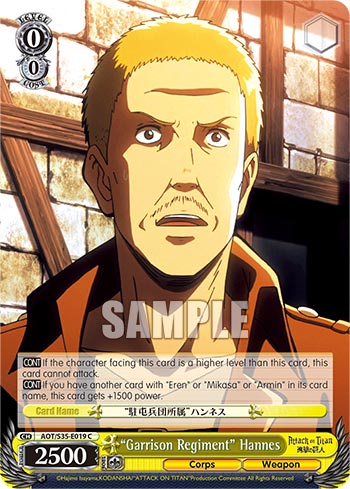 LEVEL
0
0
COST
SAMPLE
CONT If the character facing this card is a higher level than this card, this
card cannot attack.
CONT If you have another card with "Eren" or "Mikasa" or "Armin" in its card
name, this card gets +1500 power.
Card Name
"駐屯兵団所属"ハンネス
CH AOT/S35-E019 C
2500
"Garrison Regiment" Hannes
Attack on Titan
進撃の巨人
Corps
Weapon
©Hajime Isayama,KODANSHA/"ATTACK ON TITAN"Production Committee. All Rights Reserved.